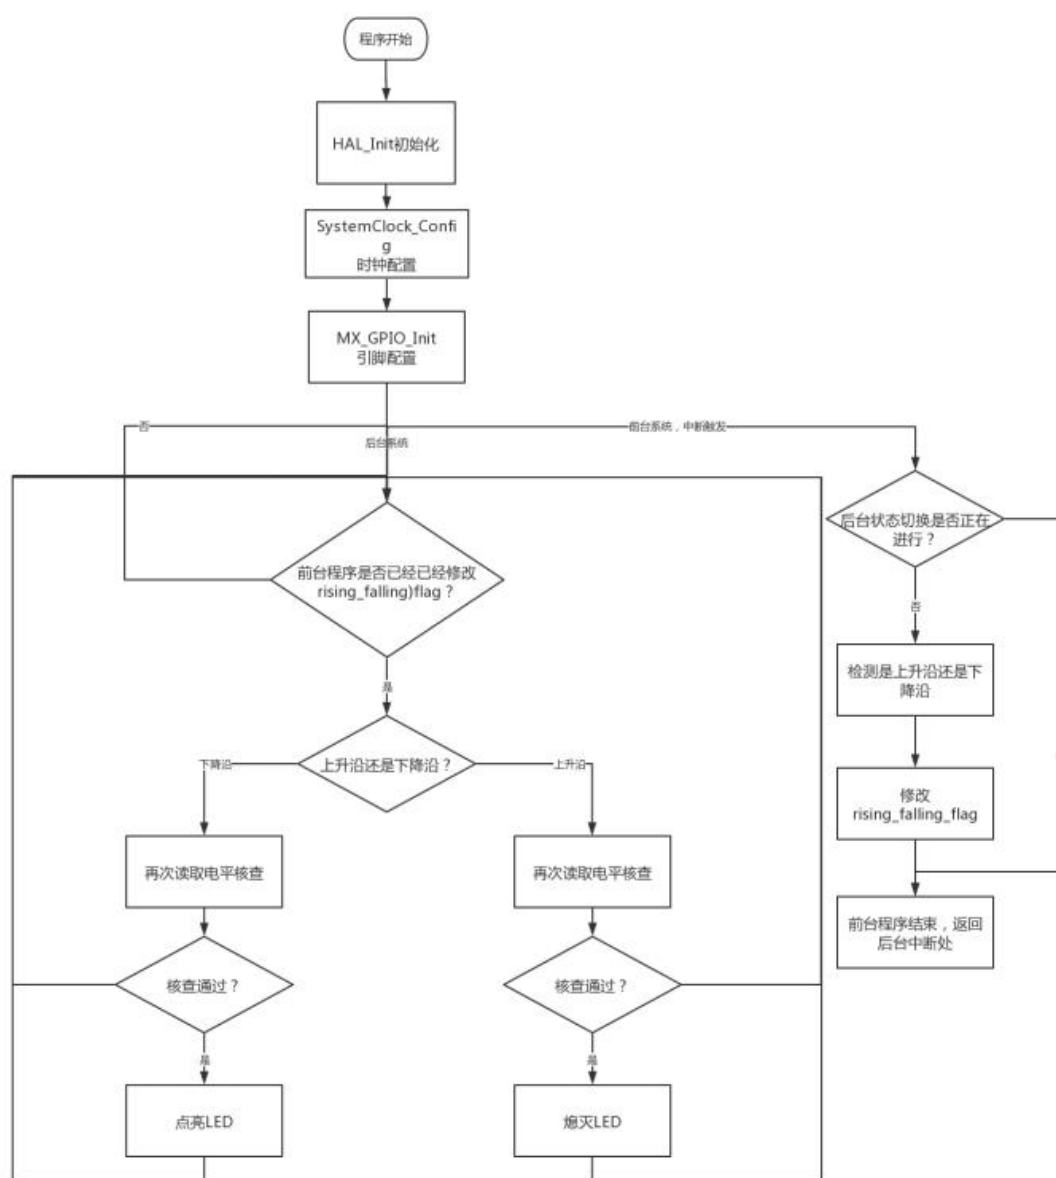 程序开始
HAL_Init初始化
SystemClock_Confi
g
时钟配置
MX_GPIO_Init
引脚配置
否
后台系统
前台系统，中断触发
后台状态切换是否正在
进行？
前台程序是否已经已经修改
rising_falling)flag？
否
是
检测是上升沿还是下
降沿
下降沿
上升沿还是下降沿？
上升沿
修改
rising_falling_flag
再次读取电平核查
再次读取电平核查
前台程序结束，返回
后台中断处
核查通过？
核查通过？
是
是
点亮LED
熄灭LED